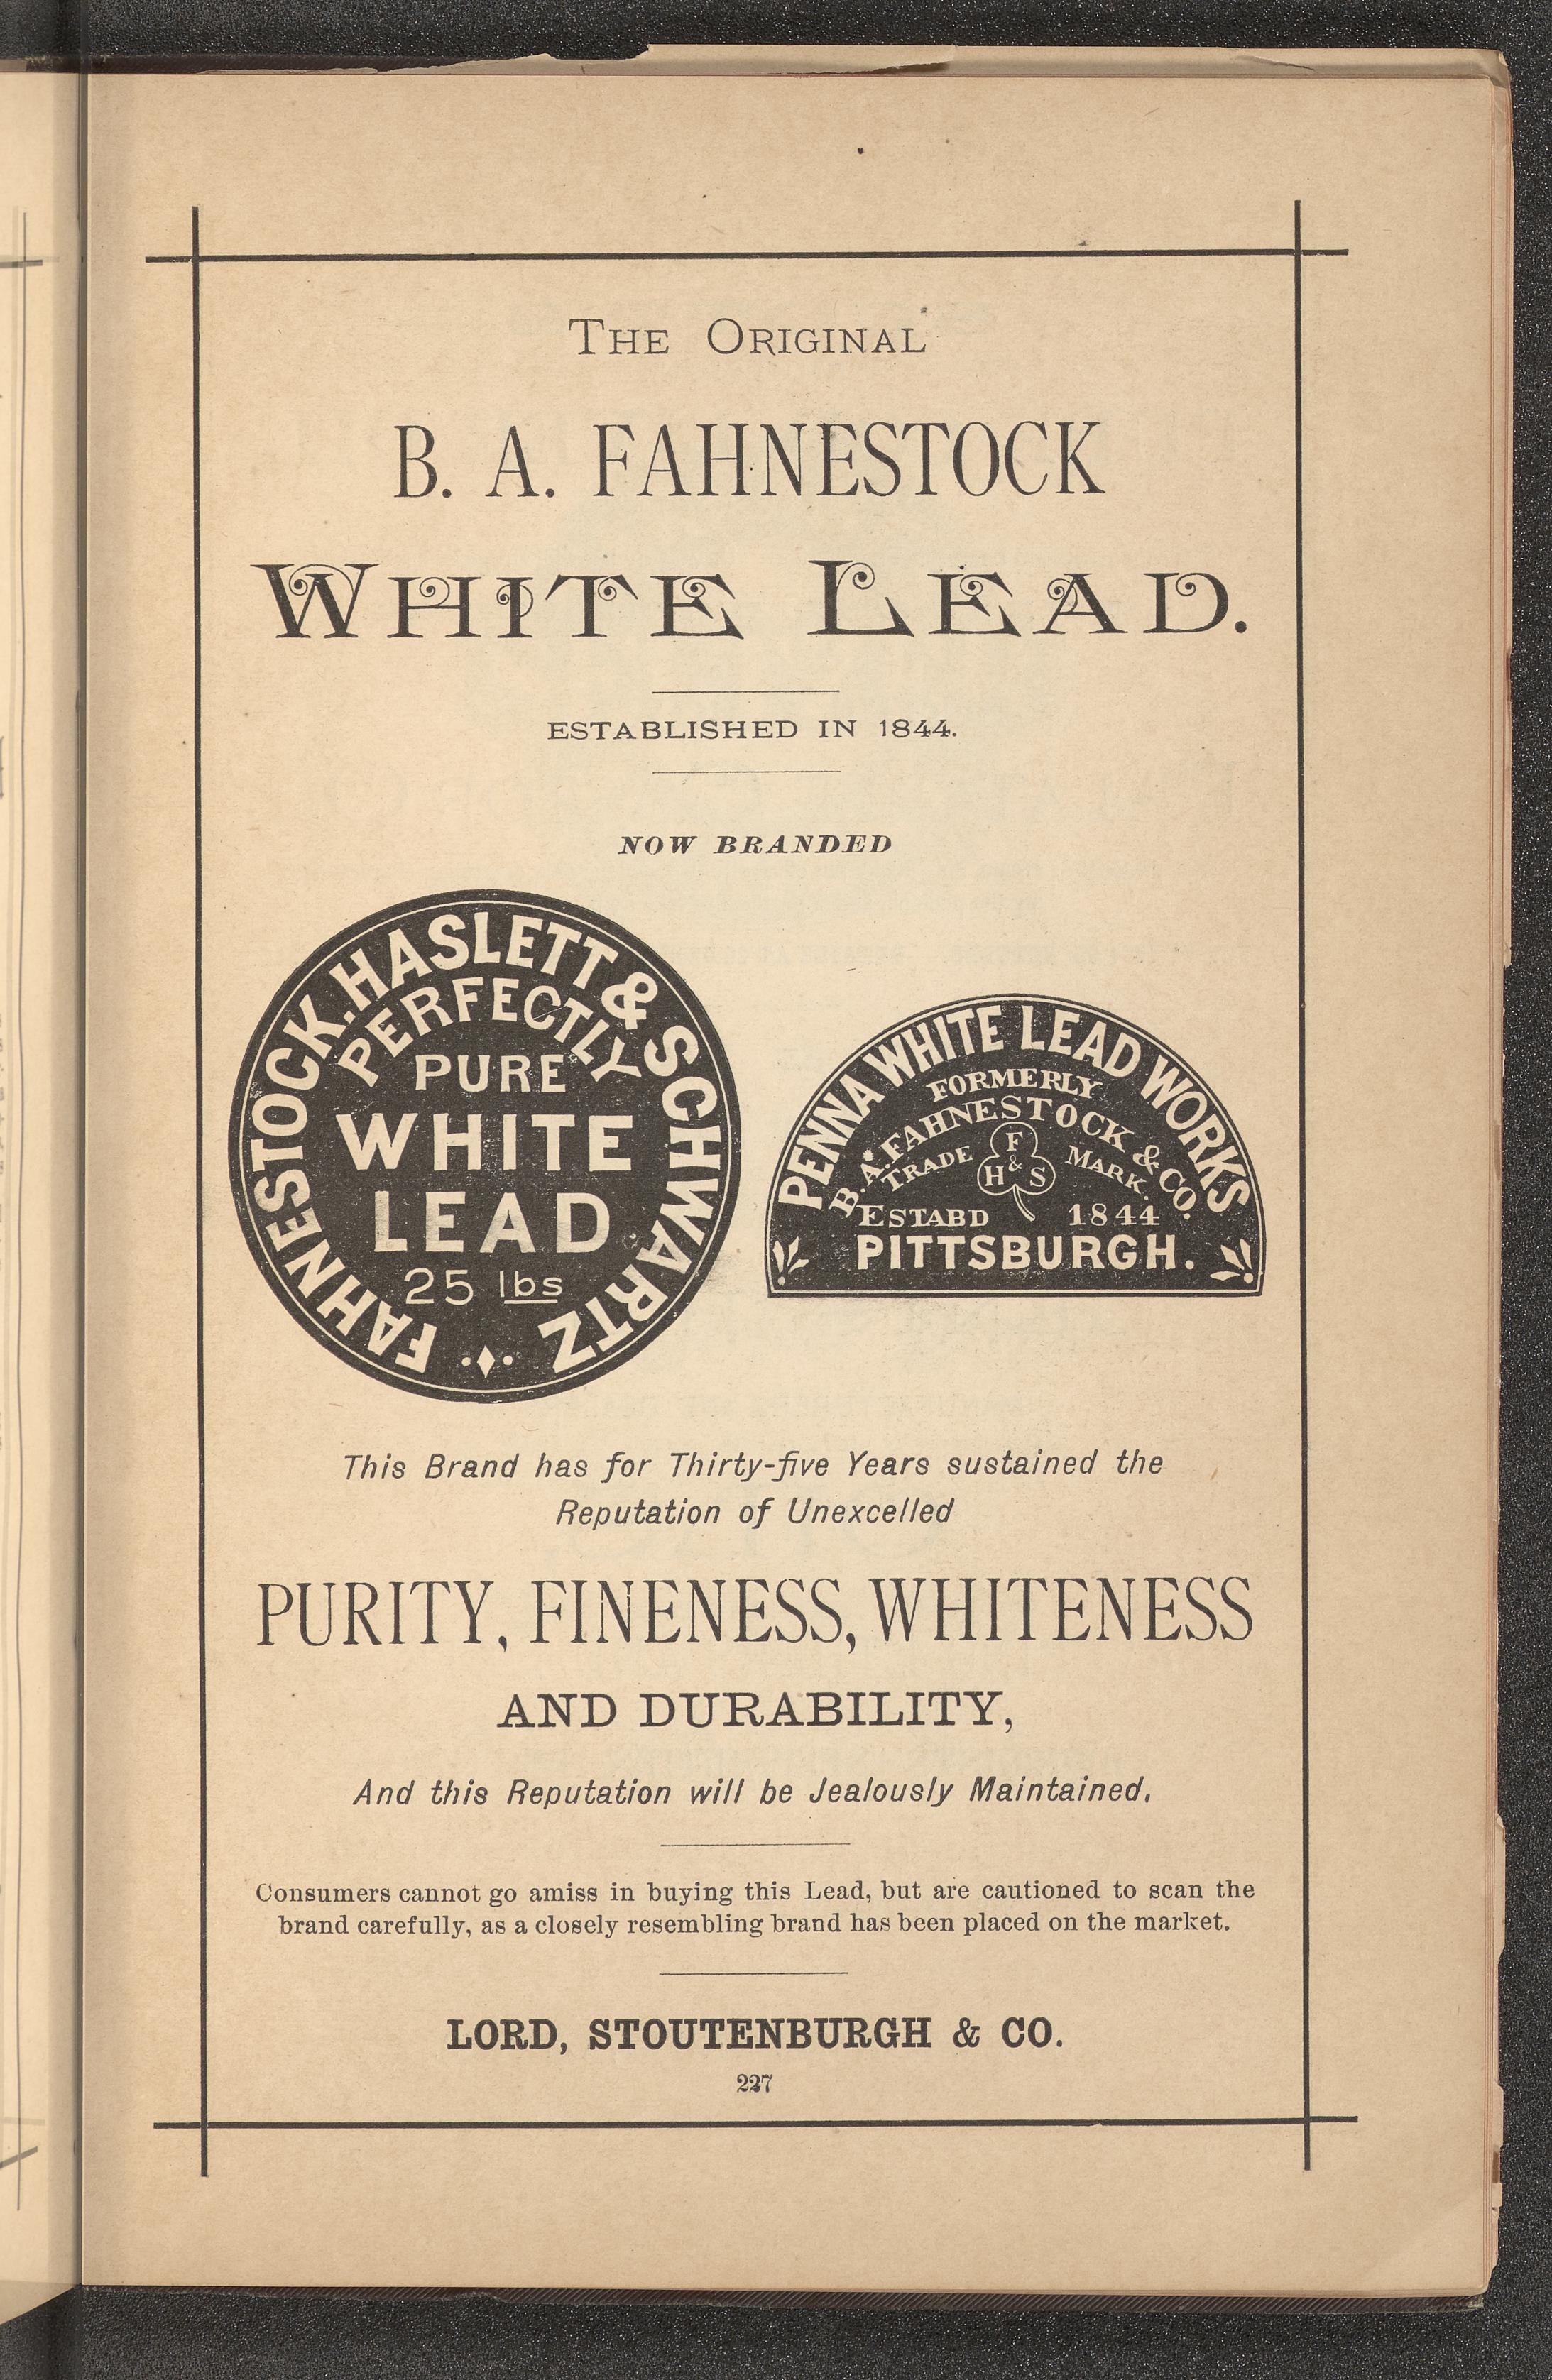 THE ORIGINAL
B. A. FAHNESTOCK
WHITE LEAD.
ESTABLISHED IN 1844.
NOW BRANDED
FAHNESTOCK, HASLETT & SCHWARTZ
PERFECTLY
PURE
WHITE
LEAD
25 lbs
PENNA WHITE LEAD WORKS
FORMERLY
B. A. FAHNESTOCK & CO.
TRADE MARK.
F
H & S
ESTABD 1844
PITTSBURGH.
This Brand has for Thirty-five Years sustained the
Reputation of Unexcelled
PURITY, FINENESS, WHITENESS
AND DURABILITY,
And this Reputation will be Jealously Maintained.
Consumers cannot go amiss in buying this Lead, but are cautioned to scan the
brand carefully, as a closely resembling brand has been placed on the market.
LORD, STOUTENBURGH & CO.
227